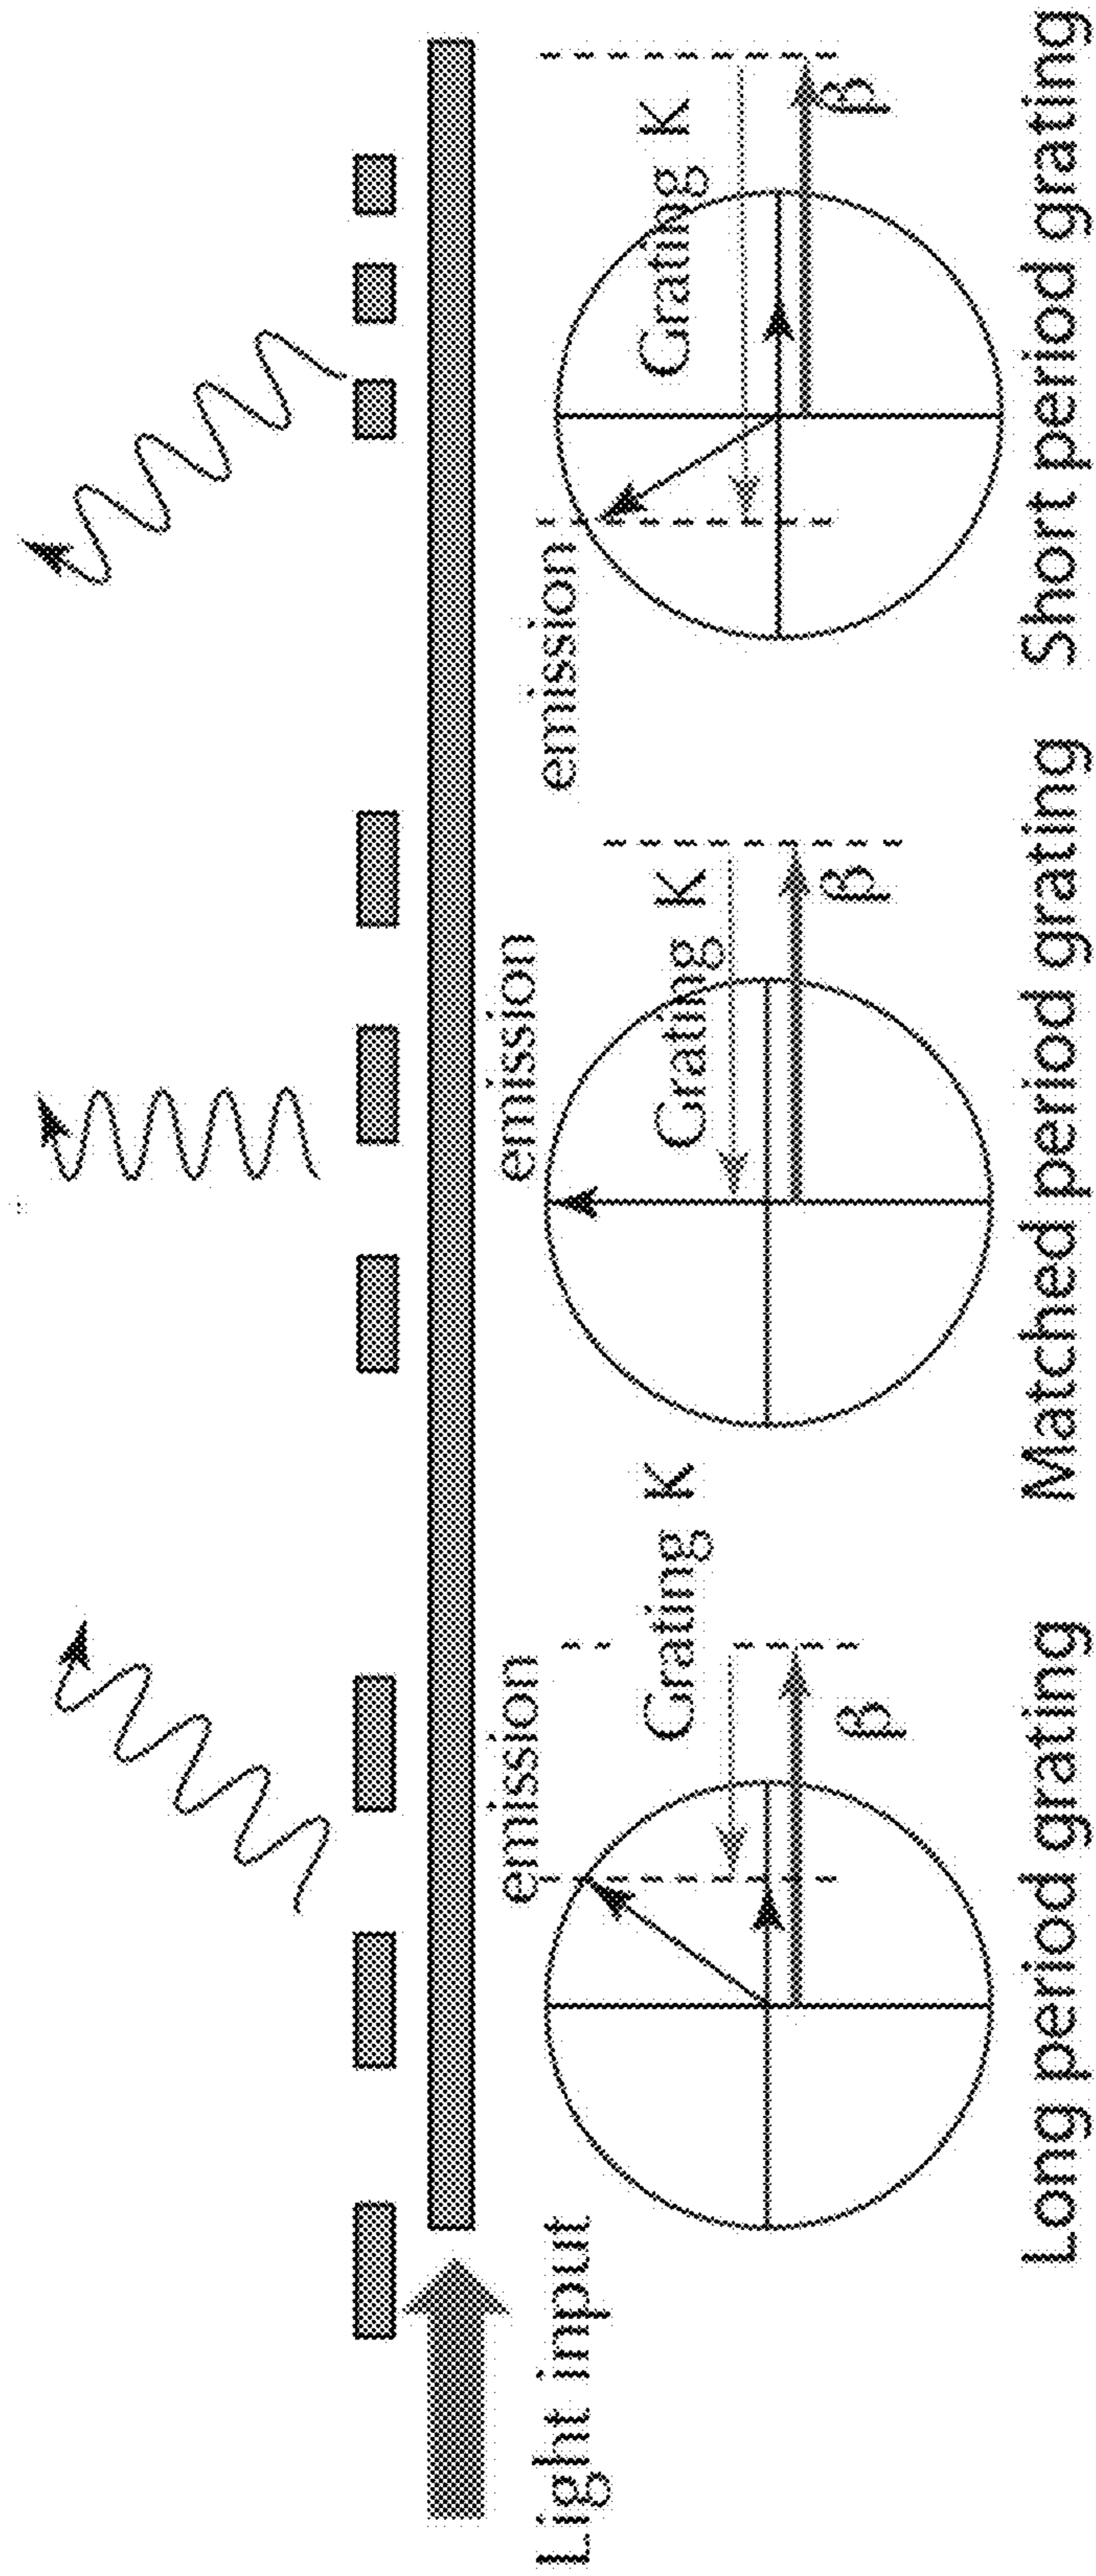 Light input
emission
Grating K
β
Long period grating
emission
Grating K
β
Matched period grating
emission
Grating K
β
Short period grating